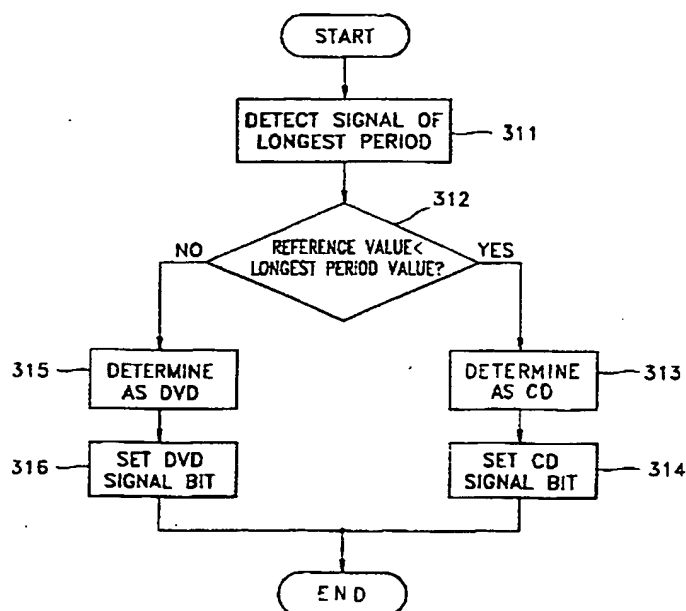 START
DETECT SIGNAL OF
LONGEST PERIOD
311
312
REFERENCE VALUE<
LONGEST PERIOD VALUE?
NO
YES
315
DETERMINE
AS DVD
DETERMINE
AS CD
313
316
SET DVD
SIGNAL BIT
SET CD
SIGNAL BIT
314
END